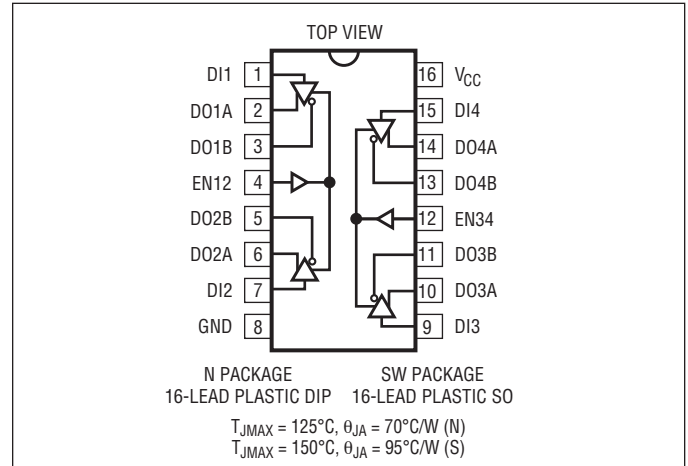 TOP VIEW
DI1 1
DO1A 2
DO1B 3
EN12 4
DO2B 5
DO2A 6
DI2 7
GND 8
16 VCC
15 DI4
14 DO4A
13 DO4B
12 EN34
11 DO3B
10 DO3A
9 DI3
N PACKAGE
16-LEAD PLASTIC DIP
SW PACKAGE
16-LEAD PLASTIC SO
TJMAX = 125°C, θJA = 70°C/W (N)
TJMAX = 150°C, θJA = 95°C/W (S)